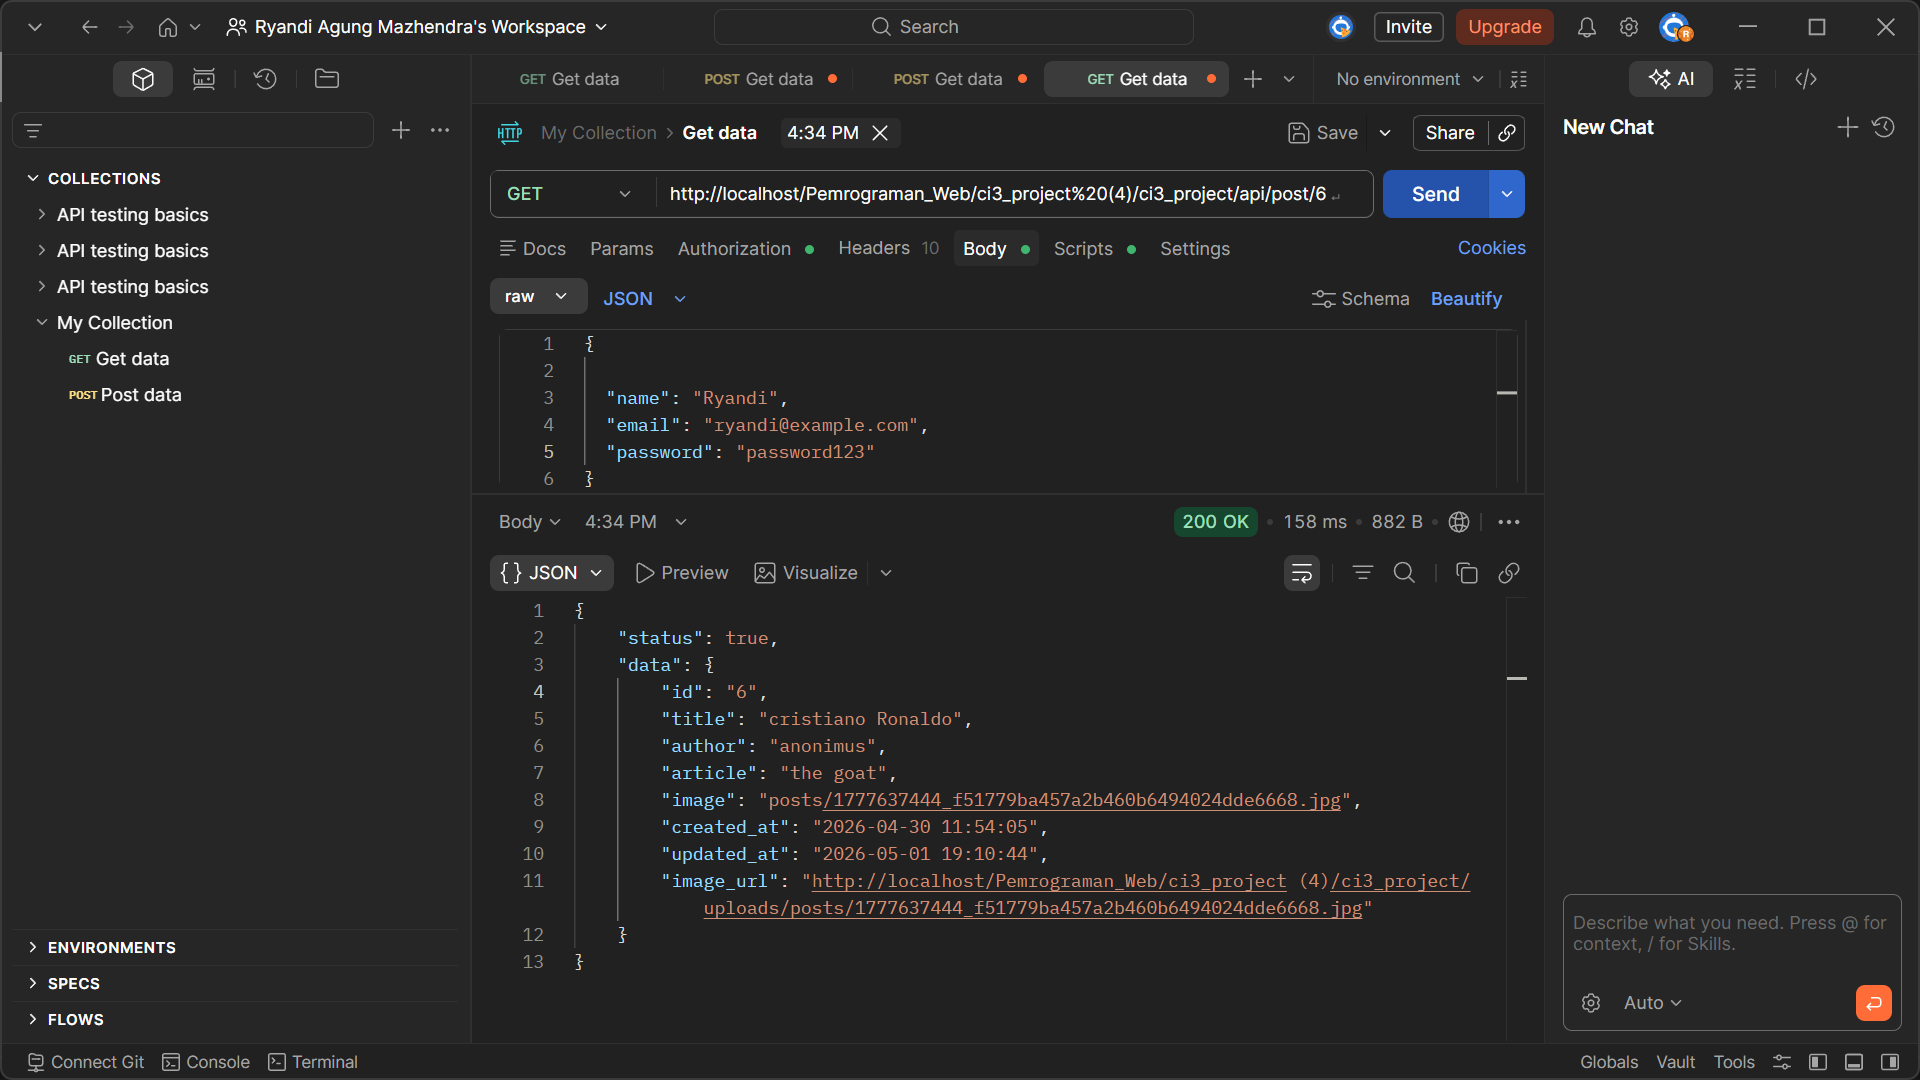 Ryandi Agung Mazhendra's Workspace
Search
Invite
Upgrade
R
GET Get data
POST Get data
POST Get data
GET Get data
No environment
AI
HTTP
My Collection > Get data
4:34 PM
Save
Share
New Chat
COLLECTIONS
API testing basics
API testing basics
API testing basics
My Collection
GET Get data
POST Post data
GET
http://localhost/Pemrograman_Web/ci3_project%20(4)/ci3_project/api/post/6
Send
Docs
Params
Authorization
Headers 10
Body
Scripts
Settings
Cookies
raw
JSON
Schema
Beautify
1 {
2
3 "name": "Ryandi",
4 "email": "ryandi@example.com",
5 "password": "password123"
6 }
Body
4:34 PM
200 OK
158 ms
882 B
{} JSON
Preview
Visualize
1 {
2 "status": true,
3 "data": {
4 "id": "6",
5 "title": "cristiano Ronaldo",
6 "author": "anonimus",
7 "article": "the goat",
8 "image": "posts/1777637444_f51779ba457a2b460b6494024dde6668.jpg",
9 "created_at": "2026-04-30 11:54:05",
10 "updated_at": "2026-05-01 19:10:44",
11 "image_url": "http://localhost/Pemrograman_Web/ci3_project (4)/ci3_project/
uploads/posts/1777637444_f51779ba457a2b460b6494024dde6668.jpg"
12 }
13 }
ENVIRONMENTS
SPECS
FLOWS
Describe what you need. Press @ for
context, / for Skills.
Auto
Connect Git
Console
Terminal
Globals
Vault
Tools